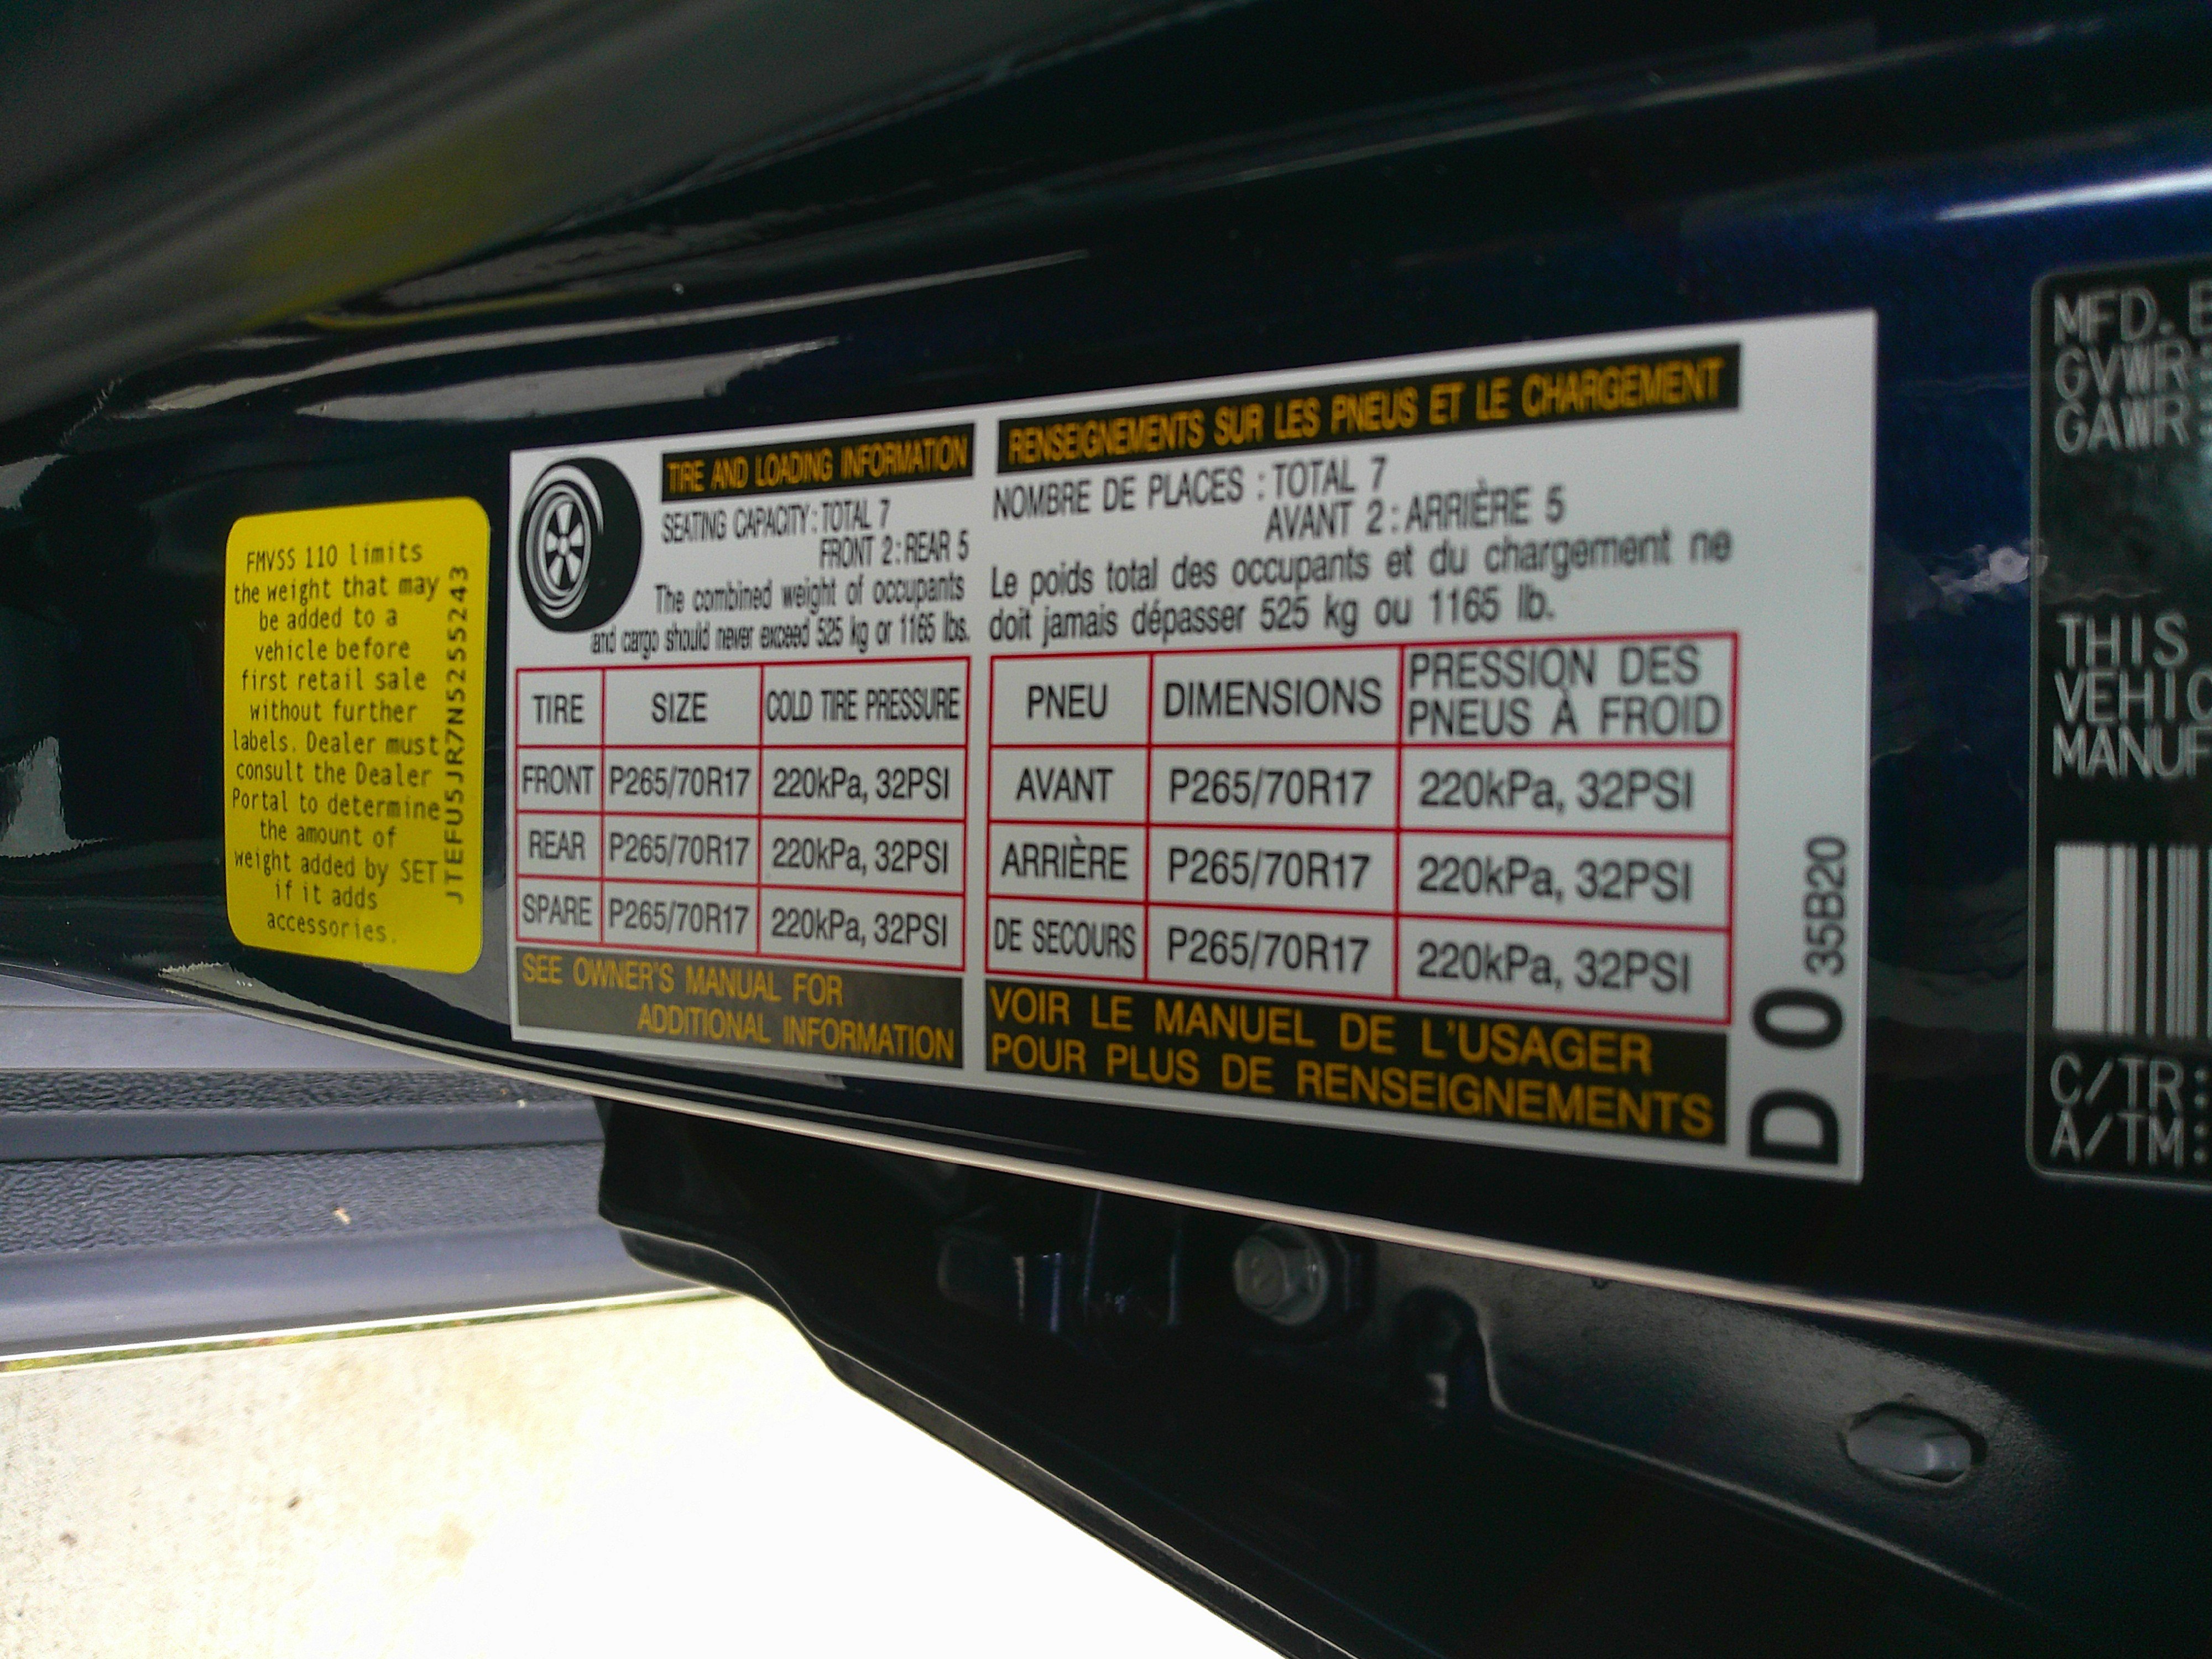 FMVSS 110 limits
the weight that may
be added to a
vehicle before
first retail sale
without further
labels. Dealer must
consult the Dealer
Portal to determine
the amount of
weight added by SET
if it adds
accessories.
JTEFU5JR7N5255243
TIRE AND LOADING INFORMATION
SEATING CAPACITY : TOTAL 7
FRONT 2 : REAR 5
The combined weight of occupants
and cargo should never exceed 525 kg or 1165 lbs.
TIRE SIZE COLD TIRE PRESSURE
FRONT P265/70R17 220kPa, 32PSI
REAR P265/70R17 220kPa, 32PSI
SPARE P265/70R17 220kPa, 32PSI
SEE OWNER'S MANUAL FOR
ADDITIONAL INFORMATION
RENSEIGNEMENTS SUR LES PNEUS ET LE CHARGEMENT
NOMBRE DE PLACES : TOTAL 7
AVANT 2 : ARRIÈRE 5
Le poids total des occupants et du chargement ne
doit jamais dépasser 525 kg ou 1165 lb.
PNEU DIMENSIONS PRESSION DES
PNEUS À FROID
AVANT P265/70R17 220kPa, 32PSI
ARRIÈRE P265/70R17 220kPa, 32PSI
DE SECOURS P265/70R17 220kPa, 32PSI
VOIR LE MANUEL DE L'USAGER
POUR PLUS DE RENSEIGNEMENTS
D 0 35B20
MFD.
GVWR:
GAWR:
THIS
VEHIC
MANUF
C/TR:
A/TM: